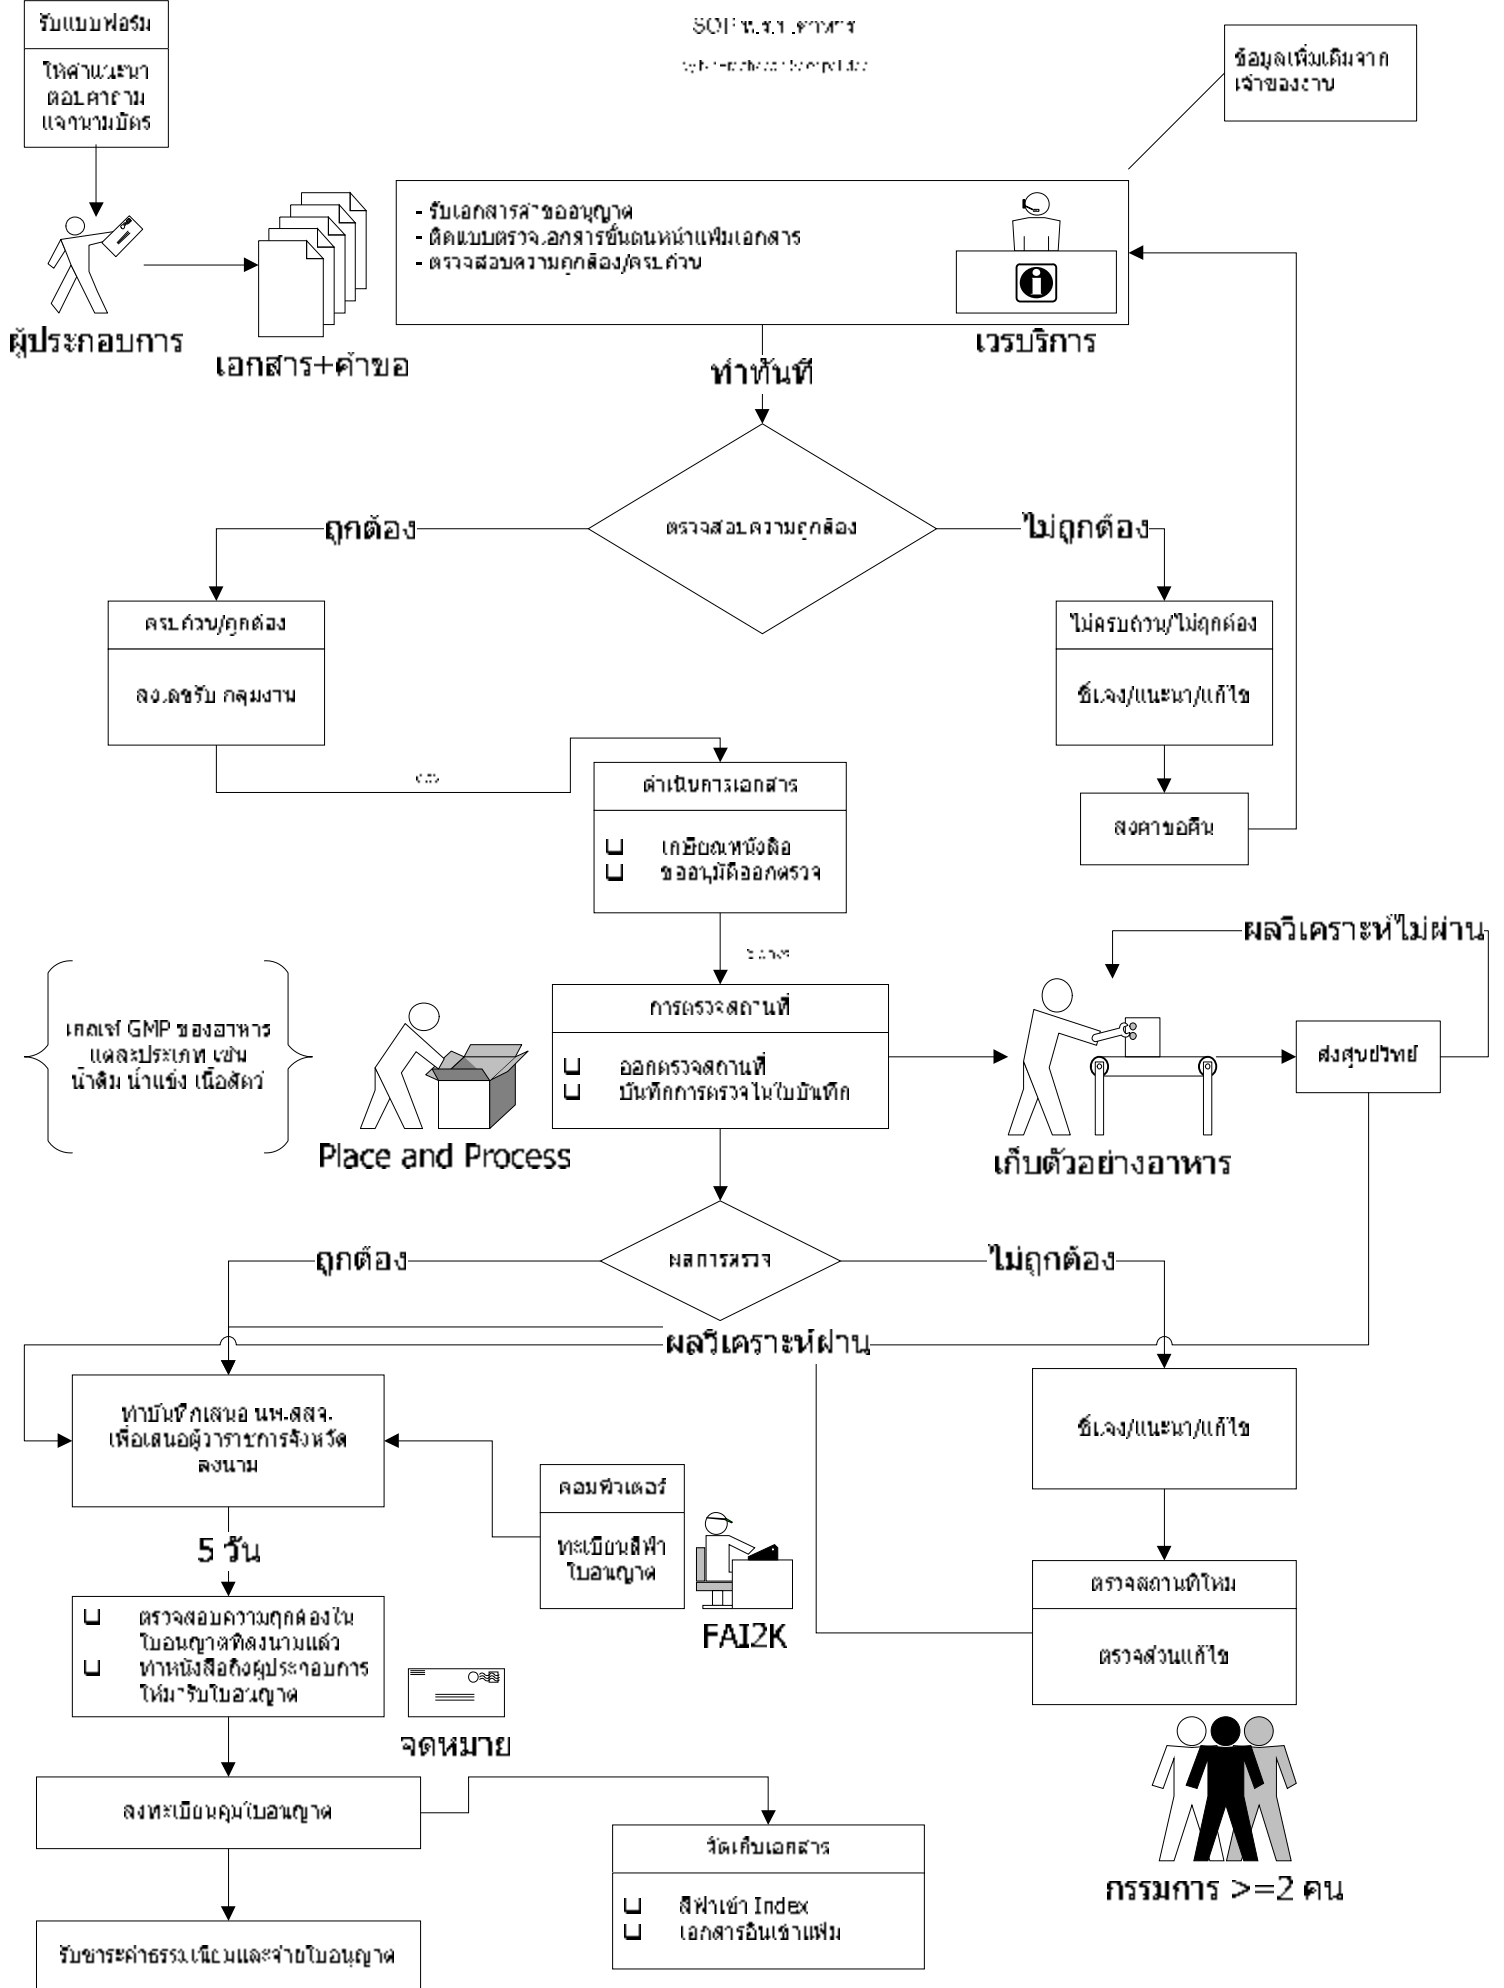 รับแบบฟอร์ม
ให้คำแนะนำ
ตอบคำถาม
แจกนามบัตร
SOP พ.ร.บ.อาหาร
ข้อมูลเพิ่มเติมจาก
เจ้าของงาน
- รับเอกสารคำขออนุญาต
- ติดแบบตรวจเอกสารขั้นต้นหน้าแฟ้มเอกสาร
- ตรวจสอบความถูกต้อง/ครบถ้วน
ผู้ประกอบการ
เอกสาร+คำขอ
เวรบริการ
ทำทันที
ตรวจสอบความถูกต้อง
ถูกต้อง
ไม่ถูกต้อง
ครบถ้วน/ถูกต้อง
ลงเลขรับ กลุ่มงาน
ไม่ครบถ้วน/ไม่ถูกต้อง
ชี้แจง/แนะนำ/แก้ไข
ส่งคำขอคืน
ดำเนินการเอกสาร
❑ เกษียณหนังสือ
❑ ขออนุมัติออกตรวจ
ผลวิเคราะห์ไม่ผ่าน
เกณฑ์ GMP ของอาหาร
แต่ละประเภท เช่น
น้ำดื่ม น้ำแข็ง เนื้อสัตว์
Place and Process
การตรวจสถานที่
❑ ออกตรวจสถานที่
❑ บันทึกการตรวจในใบบันทึก
เก็บตัวอย่างอาหาร
ส่งศูนย์วิทย์
ผลการตรวจ
ถูกต้อง
ไม่ถูกต้อง
ผลวิเคราะห์ผ่าน
ทำบันทึกเสนอ นพ.สสจ.
เพื่อเสนอผู้ว่าราชการจังหวัด
ลงนาม
ชี้แจง/แนะนำ/แก้ไข
คอมพิวเตอร์
ทะเบียนสีฟ้า
ใบอนุญาต
FAI2K
5 วัน
❑ ตรวจสอบความถูกต้องใน
ใบอนุญาตที่ลงนามแล้ว
❑ ทำหนังสือถึงผู้ประกอบการ
ให้มารับใบอนุญาต
จดหมาย
ตรวจสถานที่ใหม่
ตรวจส่วนแก้ไข
กรรมการ >=2 คน
ลงทะเบียนคุมใบอนุญาต
จัดเก็บเอกสาร
❑ สีฟ้าเข้า Index
❑ เอกสารอื่นเข้าแฟ้ม
รับชำระค่าธรรมเนียมและจ่ายใบอนุญาต